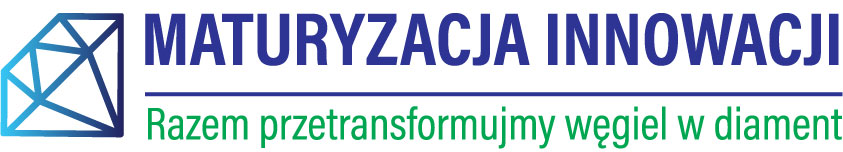 MATURYZACJA INNOWACJI
Razem przetransformujmy węgiel w diament